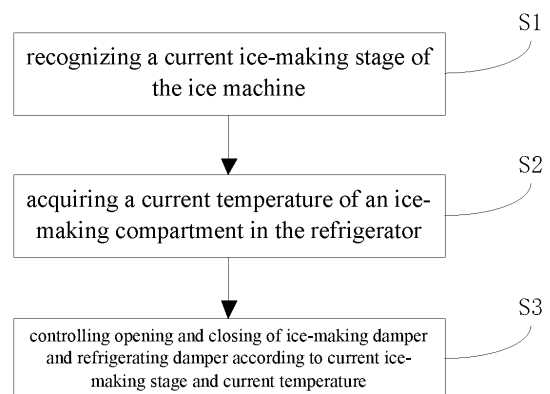 S1
recognizing a current ice-making stage of
the ice machine
S2
acquiring a current temperature of an ice-
making compartment in the refrigerator
S3
controlling opening and closing of ice-making damper
and refrigerating damper according to current ice-
making stage and current temperature